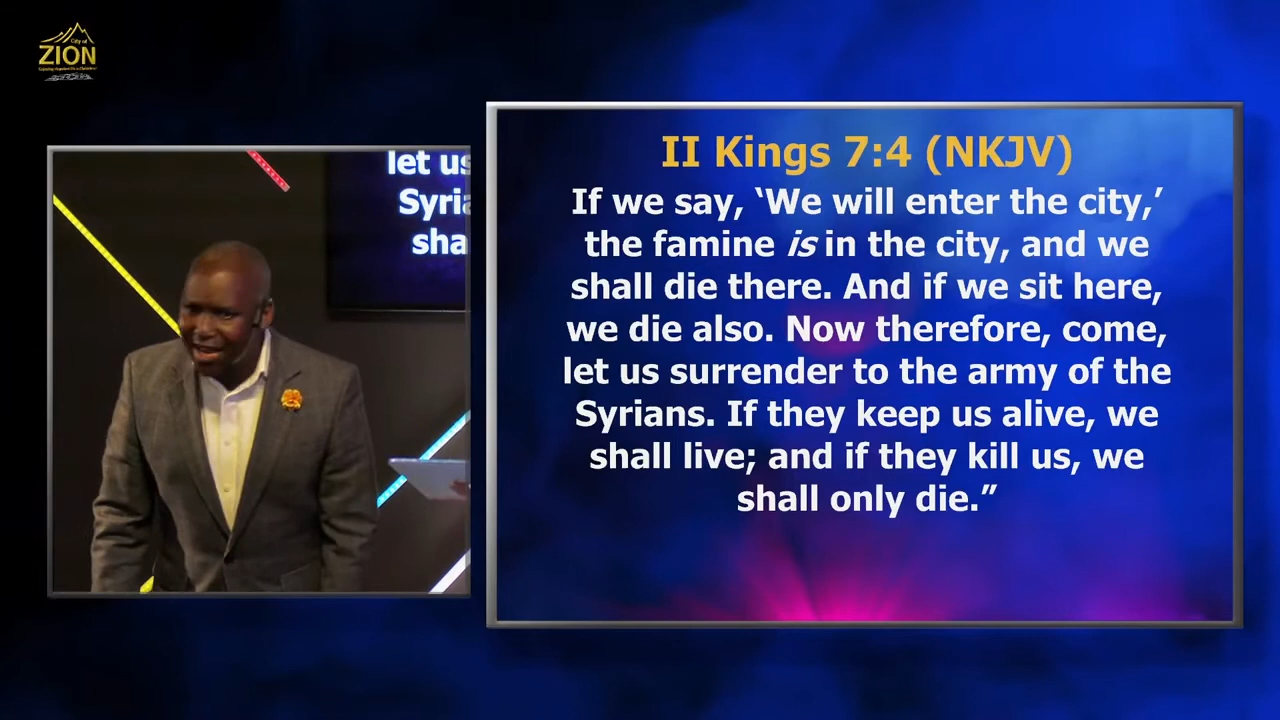 City of
ZION
let us
Syria
sha
II Kings 7:4 (NKJV)
If we say, ‘We will enter the city,’
the famine is in the city, and we
shall die there. And if we sit here,
we die also. Now therefore, come,
let us surrender to the army of the
Syrians. If they keep us alive, we
shall live; and if they kill us, we
shall only die.”